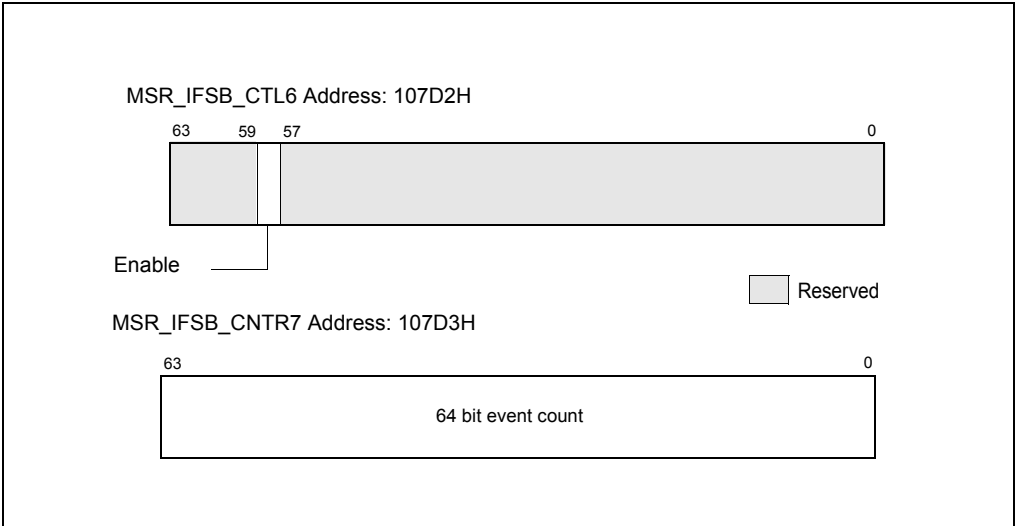 MSR_IFSB_CTL6 Address: 107D2H
63 59 57 0
Enable
Reserved
MSR_IFSB_CNTR7 Address: 107D3H
63 0
64 bit event count